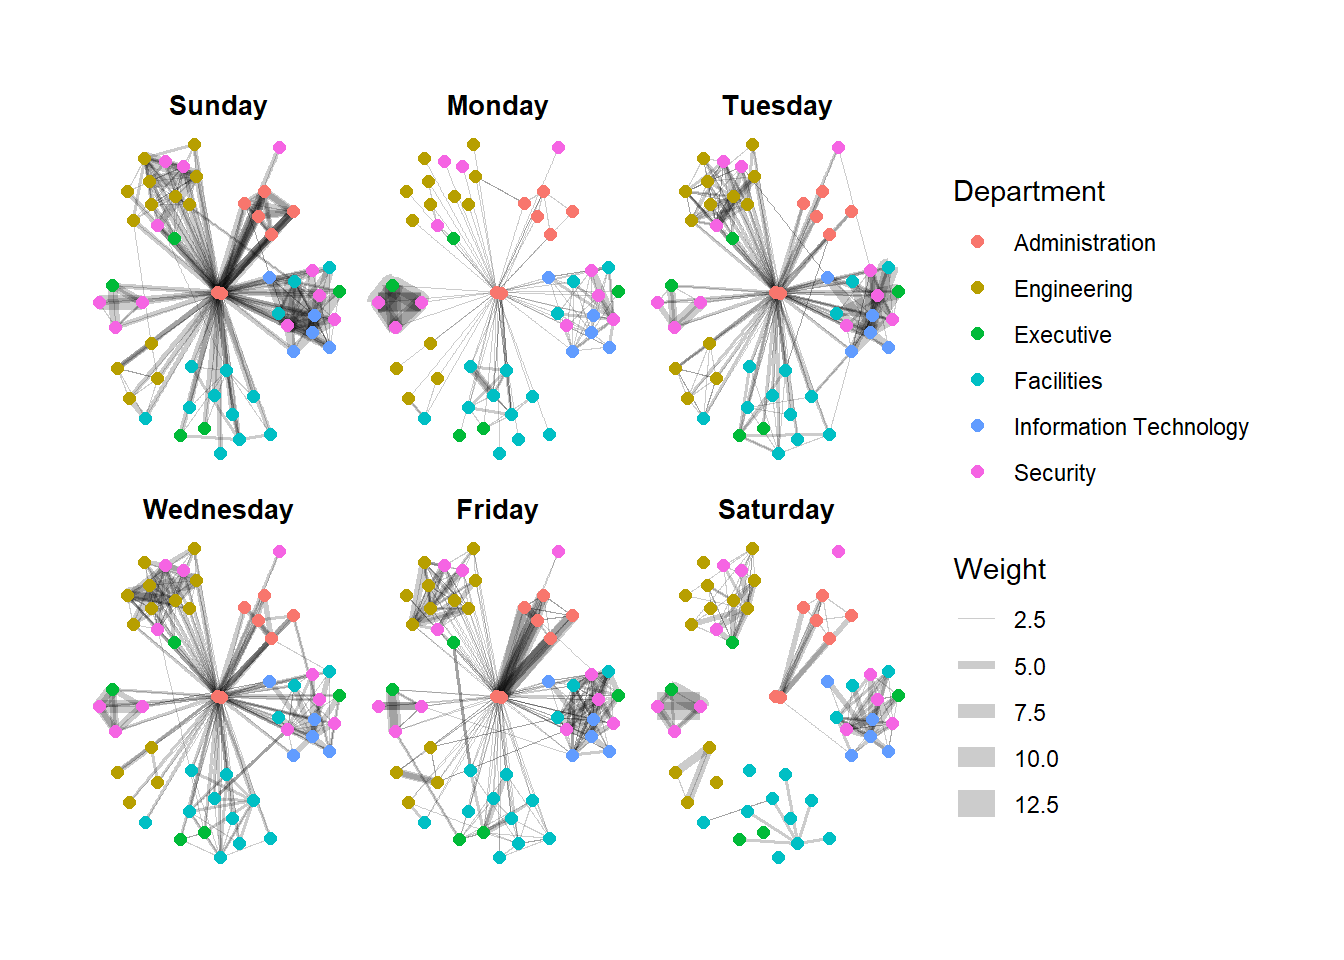 Sunday
Monday
Tuesday
Wednesday
Friday
Saturday
Department
Administration
Engineering
Executive
Facilities
Information Technology
Security
Weight
2.5
5.0
7.5
10.0
12.5